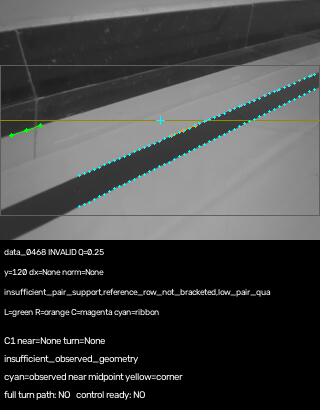 data_0468 INVALID Q=0.25
y=120 dx=None norm=None
insufficient_pair_support,reference_row_not_bracketed,low_pair_qua
L=green R=orange C=magenta cyan=ribbon
C1 near=None turn=None
insufficient_observed_geometry
cyan=observed near midpoint yellow=corner
full turn path: NO control ready: NO